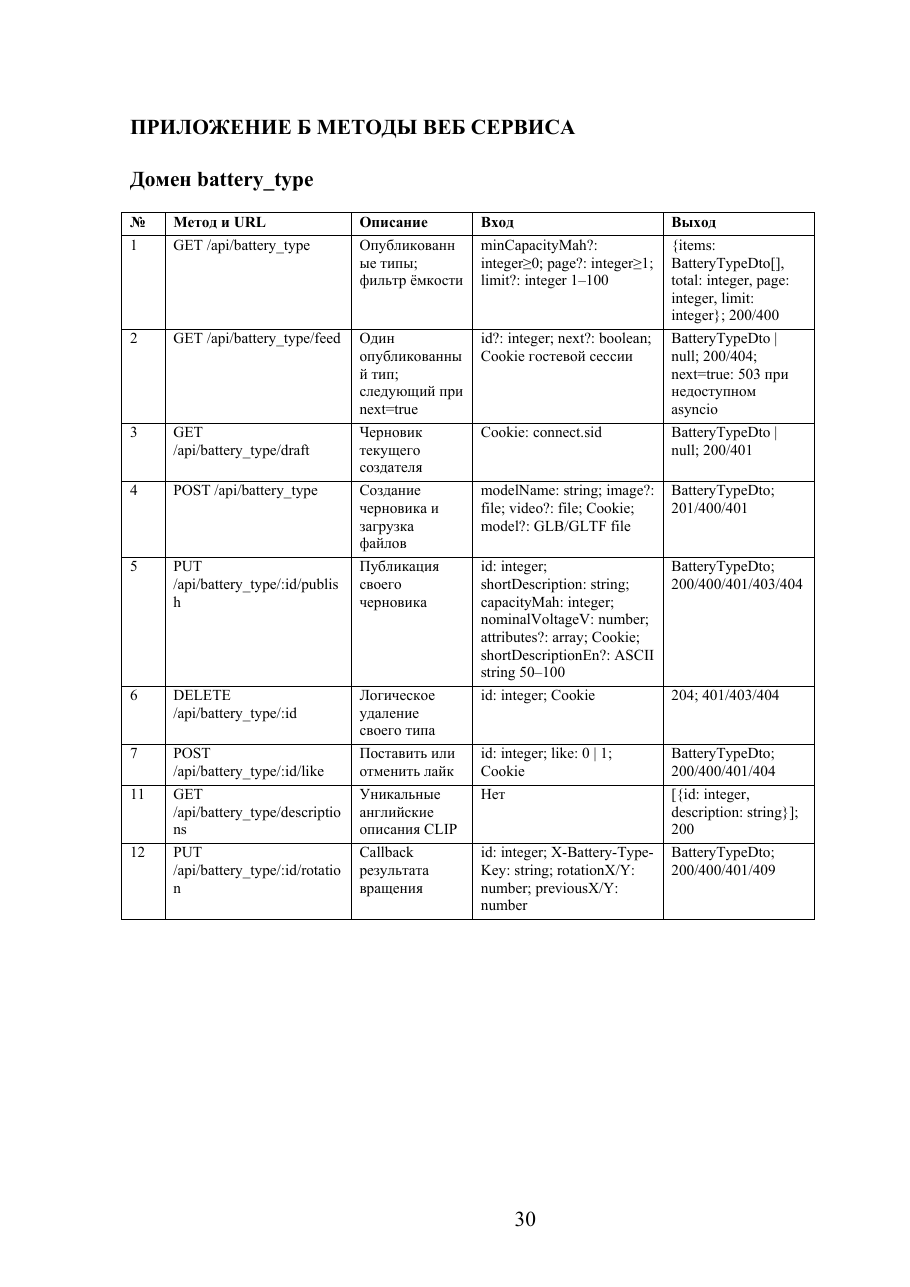 ПРИЛОЖЕНИЕ Б МЕТОДЫ ВЕБ СЕРВИСА
Домен battery_type
№ Метод и URL Описание Вход Выход
1 GET /api/battery_type Опубликованн minCapacityMah?: {items:
ые типы; integer≥0; page?: integer≥1; BatteryTypeDto[],
фильтр ёмкости limit?: integer 1–100 total: integer, page:
integer, limit:
integer}; 200/400
2 GET /api/battery_type/feed Один id?: integer; next?: boolean; BatteryTypeDto |
опубликованны Cookie гостевой сессии null; 200/404;
й тип; next=true: 503 при
следующий при недоступном
next=true asyncio
3 GET Черновик Cookie: connect.sid BatteryTypeDto |
/api/battery_type/draft текущего null; 200/401
создателя
4 POST /api/battery_type Создание modelName: string; image?: BatteryTypeDto;
черновика и file; video?: file; Cookie; 201/400/401
загрузка model?: GLB/GLTF file
файлов
5 PUT Публикация id: integer; BatteryTypeDto;
/api/battery_type/:id/publis своего shortDescription: string; 200/400/401/403/404
h черновика capacityMah: integer;
nominalVoltageV: number;
attributes?: array; Cookie;
shortDescriptionEn?: ASCII
string 50–100
6 DELETE Логическое id: integer; Cookie 204; 401/403/404
/api/battery_type/:id удаление
своего типа
7 POST Поставить или id: integer; like: 0 | 1; BatteryTypeDto;
/api/battery_type/:id/like отменить лайк Cookie 200/400/401/404
11 GET Уникальные Нет [{id: integer,
/api/battery_type/descriptio английские description: string}];
ns описания CLIP 200
12 PUT Callback id: integer; X-Battery-Type- BatteryTypeDto;
/api/battery_type/:id/rotatio результата Key: string; rotationX/Y: 200/400/401/409
n вращения number; previousX/Y:
number
30